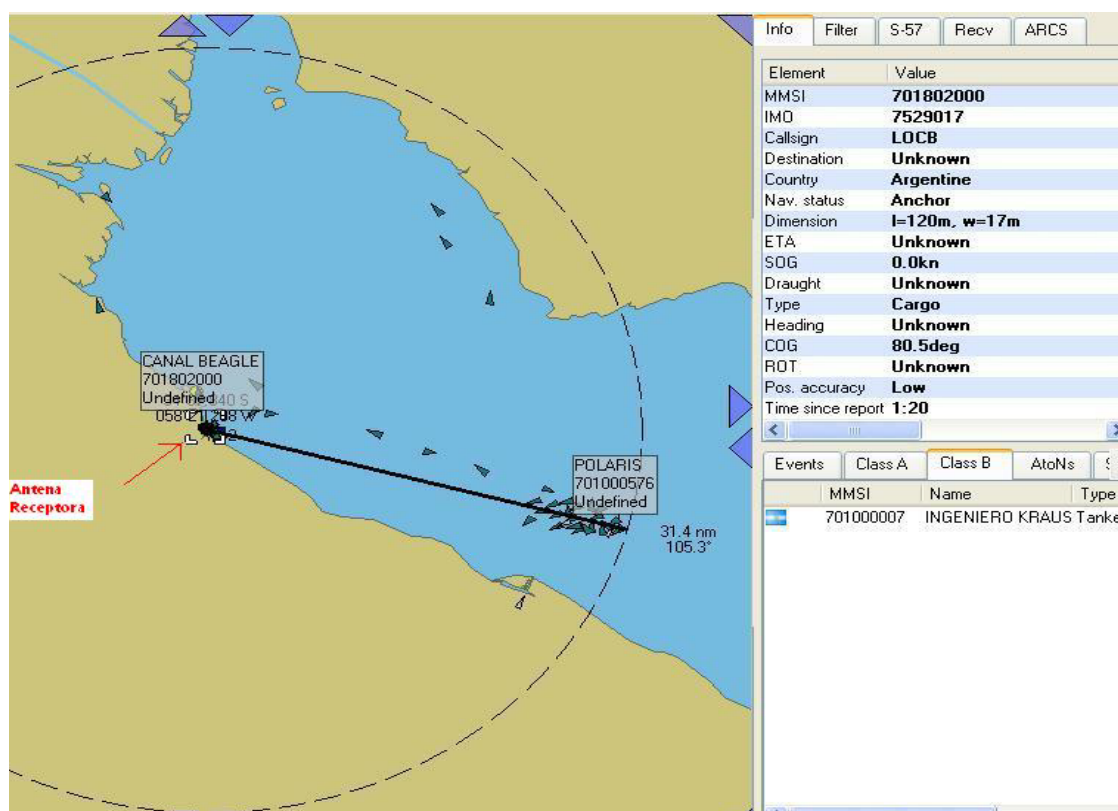 Info Filter S-57 Recv ARCS
Element Value
MMSI 701802000
IMO 7529017
Callsign LOCB
Destination Unknown
Country Argentine
Nav. status Anchor
Dimension l=120m, w=17m
ETA Unknown
SOG 0.0kn
Draught Unknown
Type Cargo
Heading Unknown
COG 80.5deg
ROT Unknown
Pos. accuracy Low
Time since report 1:20
Events Class A Class B AtoNs
MMSI Name Type
701000007 INGENIERO KRAUS Tanke
CANAL BEAGLE
701802000
Undefined
POLARIS
701000576
Undefined
31.4 nm
105.3°
Antena
Receptora